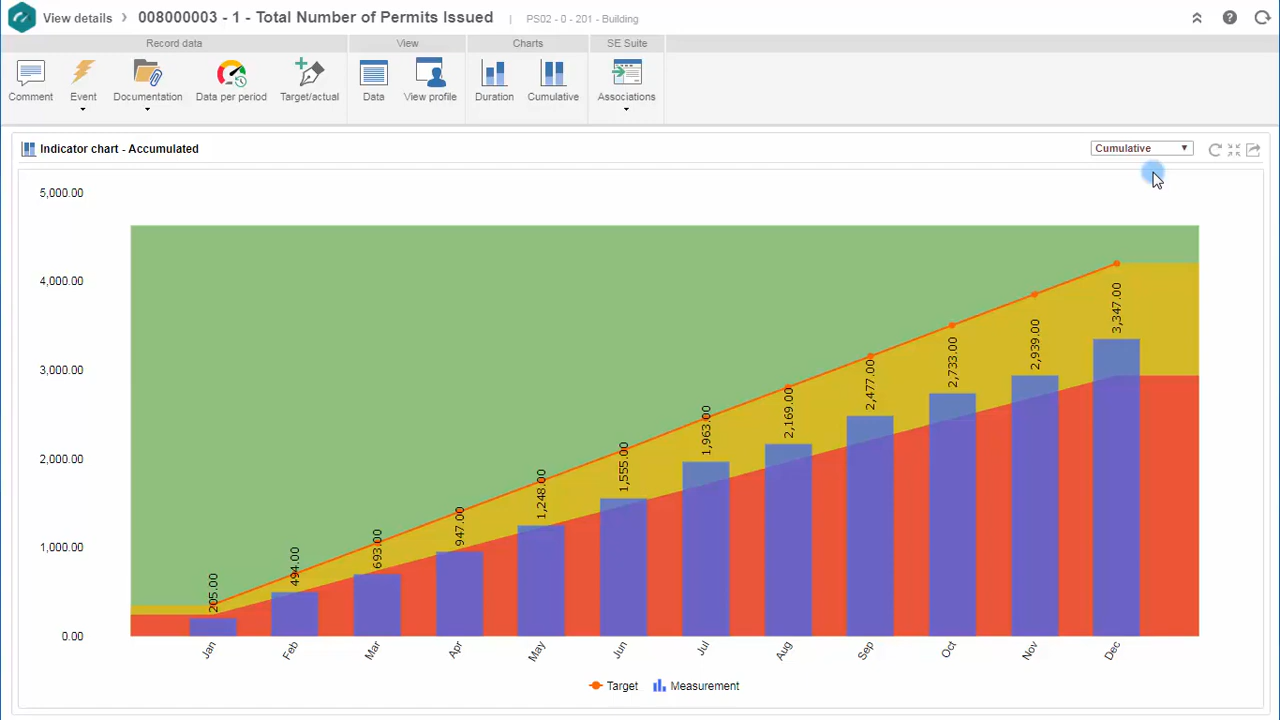 View details › 008000003 - 1 - Total Number of Permits Issued | PS02 - 0 - 201 - Building
Record data
View
Charts
SE Suite
Comment
Event
Documentation
Data per period
Target/actual
Data
View profile
Duration
Cumulative
Associations
Indicator chart - Accumulated
Cumulative
5,000.00
4,000.00
3,000.00
2,000.00
1,000.00
0.00
205.00
494.00
693.00
947.00
1,248.00
1,555.00
1,963.00
2,169.00
2,477.00
2,733.00
2,939.00
3,347.00
Jan
Feb
Mar
Apr
May
Jun
Jul
Aug
Sep
Oct
Nov
Dec
Target
Measurement